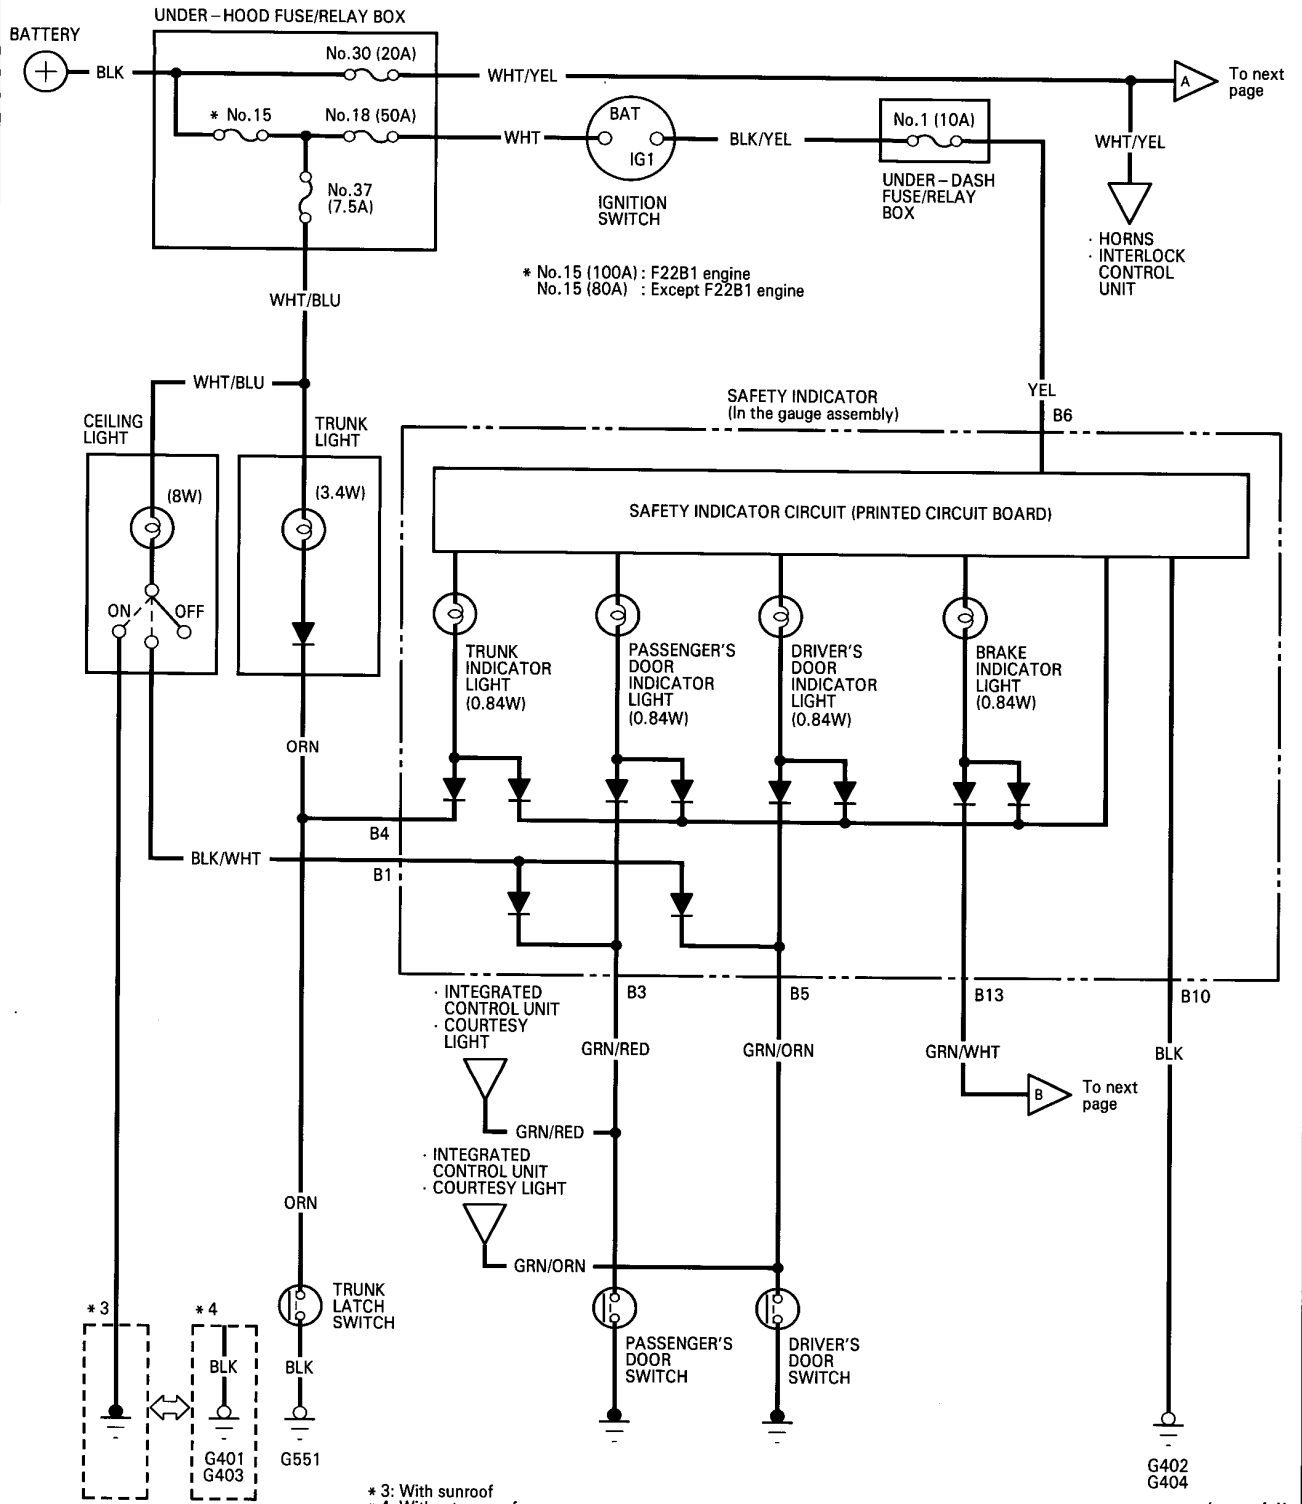 UNDER-HOOD FUSE/RELAY BOX
BATTERY
BLK
No.30 (20A)
WHT/YEL
A
To next
page
* No.15
No.18 (50A)
WHT
BAT
IG1
BLK/YEL
No.1 (10A)
WHT/YEL
No.37
(7.5A)
IGNITION
SWITCH
UNDER-DASH
FUSE/RELAY
BOX
· HORNS
· INTERLOCK
CONTROL
UNIT
* No.15 (100A) : F22B1 engine
No.15 (80A) : Except F22B1 engine
WHT/BLU
WHT/BLU
YEL
B6
SAFETY INDICATOR
(In the gauge assembly)
CEILING
LIGHT
TRUNK
LIGHT
(8W)
(3.4W)
SAFETY INDICATOR CIRCUIT (PRINTED CIRCUIT BOARD)
ON
OFF
TRUNK
INDICATOR
LIGHT
(0.84W)
PASSENGER'S
DOOR
INDICATOR
LIGHT
(0.84W)
DRIVER'S
DOOR
INDICATOR
LIGHT
(0.84W)
BRAKE
INDICATOR
LIGHT
(0.84W)
ORN
B4
BLK/WHT
B1
B3
B5
B13
B10
· INTEGRATED
CONTROL UNIT
· COURTESY
LIGHT
GRN/RED
GRN/ORN
GRN/WHT
BLK
B
To next
page
GRN/RED
· INTEGRATED
CONTROL UNIT
· COURTESY LIGHT
ORN
GRN/ORN
TRUNK
LATCH
SWITCH
* 3
* 4
BLK
BLK
PASSENGER'S
DOOR
SWITCH
DRIVER'S
DOOR
SWITCH
G401
G403
G551
G402
G404
* 3: With sunroof